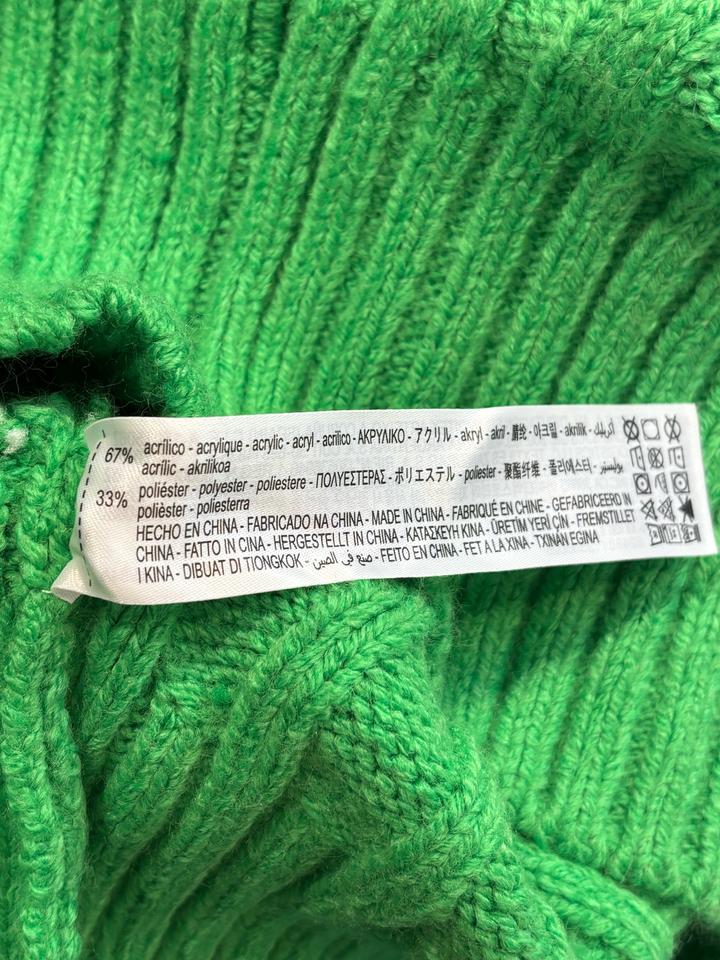 67% acrílico - acrylique - acrylic - acryl - acrilico - ΑΚΡΥΛΙΚΟ - アクリル - akryl - akril - 腈纶 - 아크릴 - akrilik - أكريليك
acrílic - akrilikoa
33% poliéster - polyester - poliestere - ΠΟΛΥΕΣΤΕΡΑΣ - ポリエステル - poliester - 聚酯纤维 - 폴리에스터 - بوليستير
polièster - poliesterra
HECHO EN CHINA - FABRICADO NA CHINA - MADE IN CHINA - FABRIQUÉ EN CHINE - GEFABRICEERD IN
CHINA - FATTO IN CINA - HERGESTELLT IN CHINA - ΚΑΤΑΣΚΕΥΗ ΚΙΝΑ - ÜRETİM YERİ ÇİN - FREMSTILLET
I KINA - DIBUAT DI TIONGKOK - صنع في الصين - FEITO EN CHINA - FET A LA XINA - TXINAN EGINA